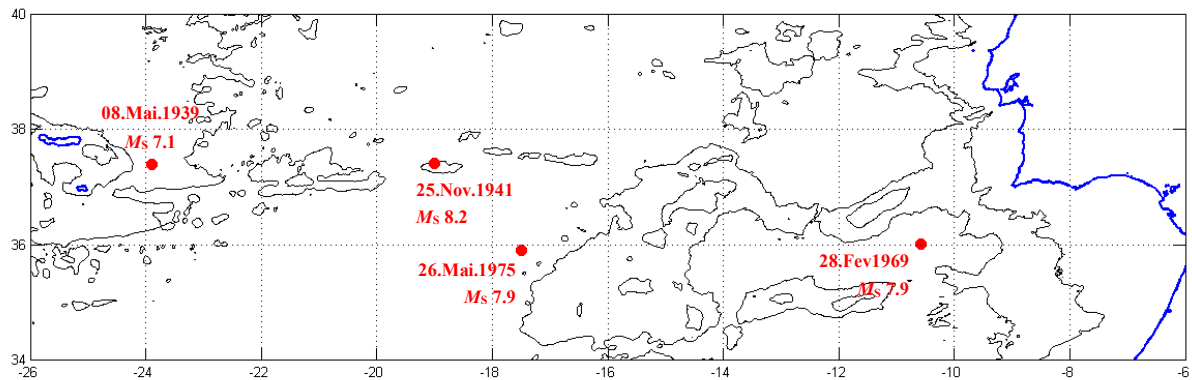 40
38
36
34
08.Mai.1939
MS 7.1
25.Nov.1941
MS 8.2
26.Mai.1975
MS 7.9
28.Fev1969
MS 7.9
-26 -24 -22 -20 -18 -16 -14 -12 -10 -8 -6